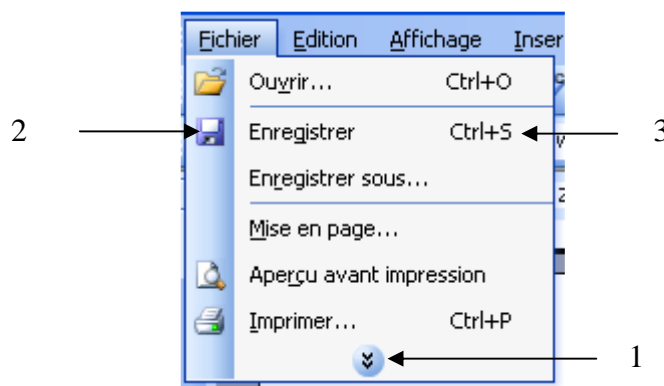 Fichier Edition Affichage Inser
Ouvrir... Ctrl+O
2 Enregistrer Ctrl+S 3
Enregistrer sous...
Mise en page...
Aperçu avant impression
Imprimer... Ctrl+P
1